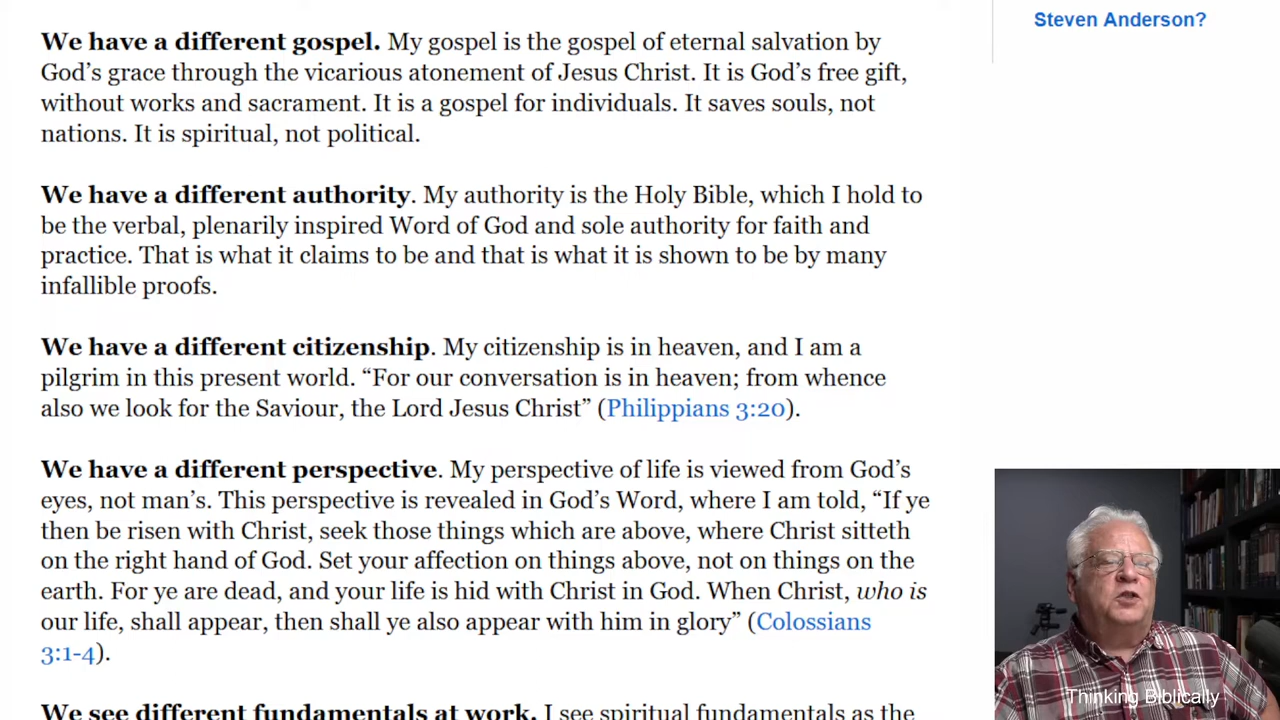 Steven Anderson?
We have a different gospel. My gospel is the gospel of eternal salvation by
God’s grace through the vicarious atonement of Jesus Christ. It is God’s free gift,
without works and sacrament. It is a gospel for individuals. It saves souls, not
nations. It is spiritual, not political.
We have a different authority. My authority is the Holy Bible, which I hold to
be the verbal, plenarily inspired Word of God and sole authority for faith and
practice. That is what it claims to be and that is what it is shown to be by many
infallible proofs.
We have a different citizenship. My citizenship is in heaven, and I am a
pilgrim in this present world. “For our conversation is in heaven; from whence
also we look for the Saviour, the Lord Jesus Christ” (Philippians 3:20).
We have a different perspective. My perspective of life is viewed from God’s
eyes, not man’s. This perspective is revealed in God’s Word, where I am told, “If ye
then be risen with Christ, seek those things which are above, where Christ sitteth
on the right hand of God. Set your affection on things above, not on things on the
earth. For ye are dead, and your life is hid with Christ in God. When Christ, who is
our life, shall appear, then shall ye also appear with him in glory” (Colossians
3:1-4).
We see different fundamentals at work. I see spiritual fundamentals as the
Thinking Biblically